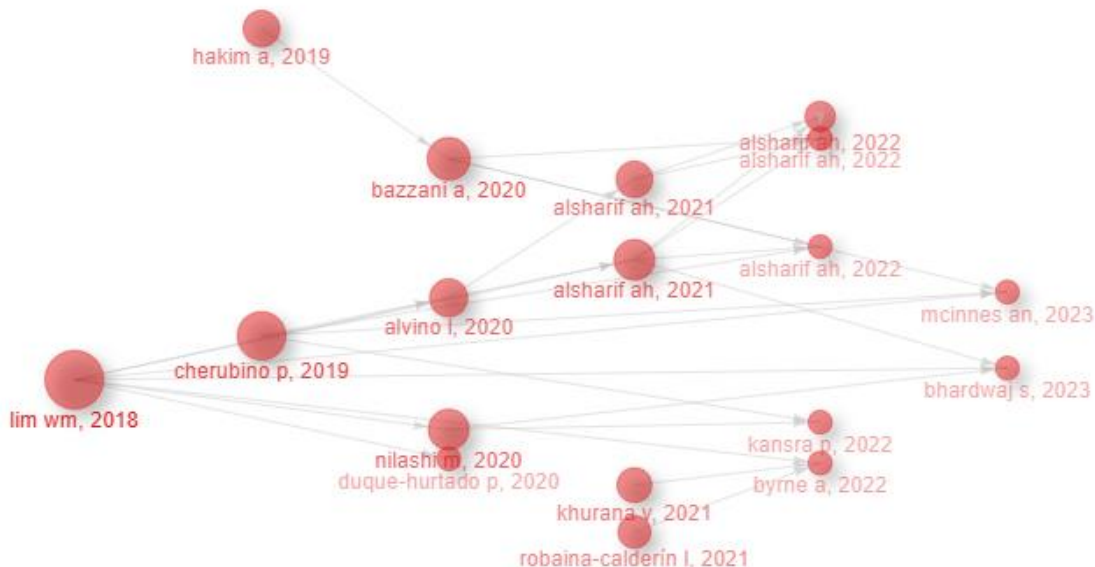 hakim a, 2019
alsharif ah, 2022
alsharif ah, 2022
bazzani a, 2020
alsharif ah, 2021
alsharif ah, 2022
alsharif ah, 2021
mcinnes an, 2023
alvino l, 2020
cherubino p, 2019
bhardwaj s, 2023
lim wm, 2018
kansra p, 2022
nilashi m, 2020
duque-hurtado p, 2020
byrne a, 2022
khurana v, 2021
robaina-calderín l, 2021